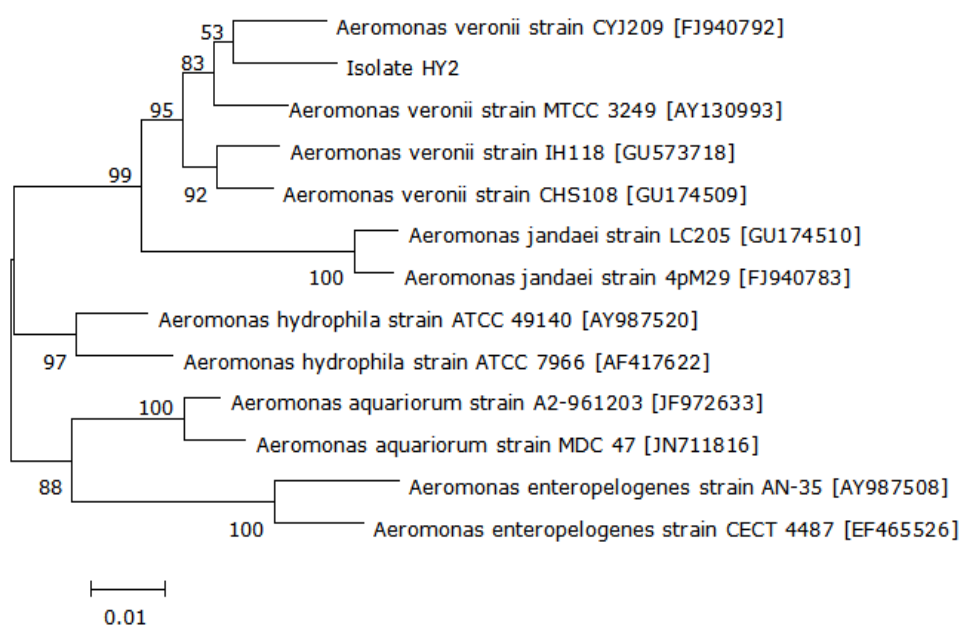 53
Aeromonas veronii strain CYJ209 [FJ940792]
83
Isolate HY2
95
Aeromonas veronii strain MTCC 3249 [AY130993]
Aeromonas veronii strain IH118 [GU573718]
99
92
Aeromonas veronii strain CHS108 [GU174509]
Aeromonas jandaei strain LC205 [GU174510]
100
Aeromonas jandaei strain 4pM29 [FJ940783]
Aeromonas hydrophila strain ATCC 49140 [AY987520]
97
Aeromonas hydrophila strain ATCC 7966 [AF417622]
100
Aeromonas aquariorum strain A2-961203 [JF972633]
Aeromonas aquariorum strain MDC 47 [JN711816]
88
Aeromonas enteropelogenes strain AN-35 [AY987508]
100
Aeromonas enteropelogenes strain CECT 4487 [EF465526]
0.01